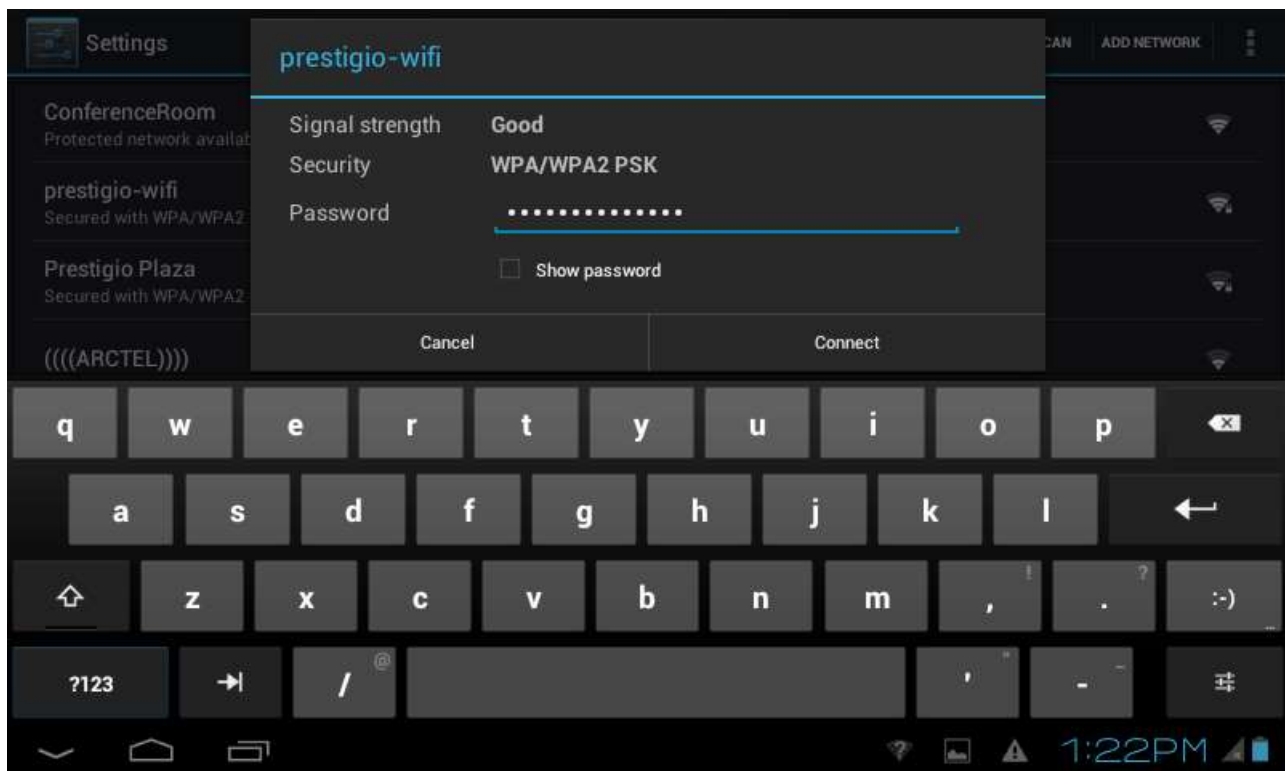 Settings
prestigio-wifi
CAN ADD NETWORK
ConferenceRoom
Protected network availab
Signal strength Good
Security WPA/WPA2 PSK
prestigio-wifi
Secured with WPA/WPA2
Password ••••••••••••••
Prestigio Plaza
Secured with WPA/WPA2
Show password
Cancel Connect
((((ARCTEL))))
q w e r t y u i o p
a s d f g h j k l
z x c v b n m , ! . ? :-) ...
?123 / @ ' " - _
1:22PM